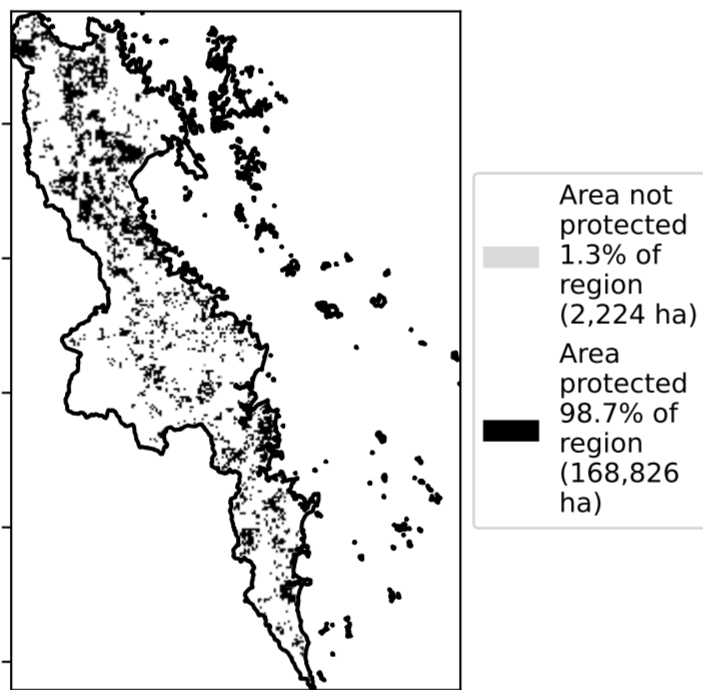 Area not
protected
1.3% of
region
(2,224 ha)
Area
protected
98.7% of
region
(168,826
ha)